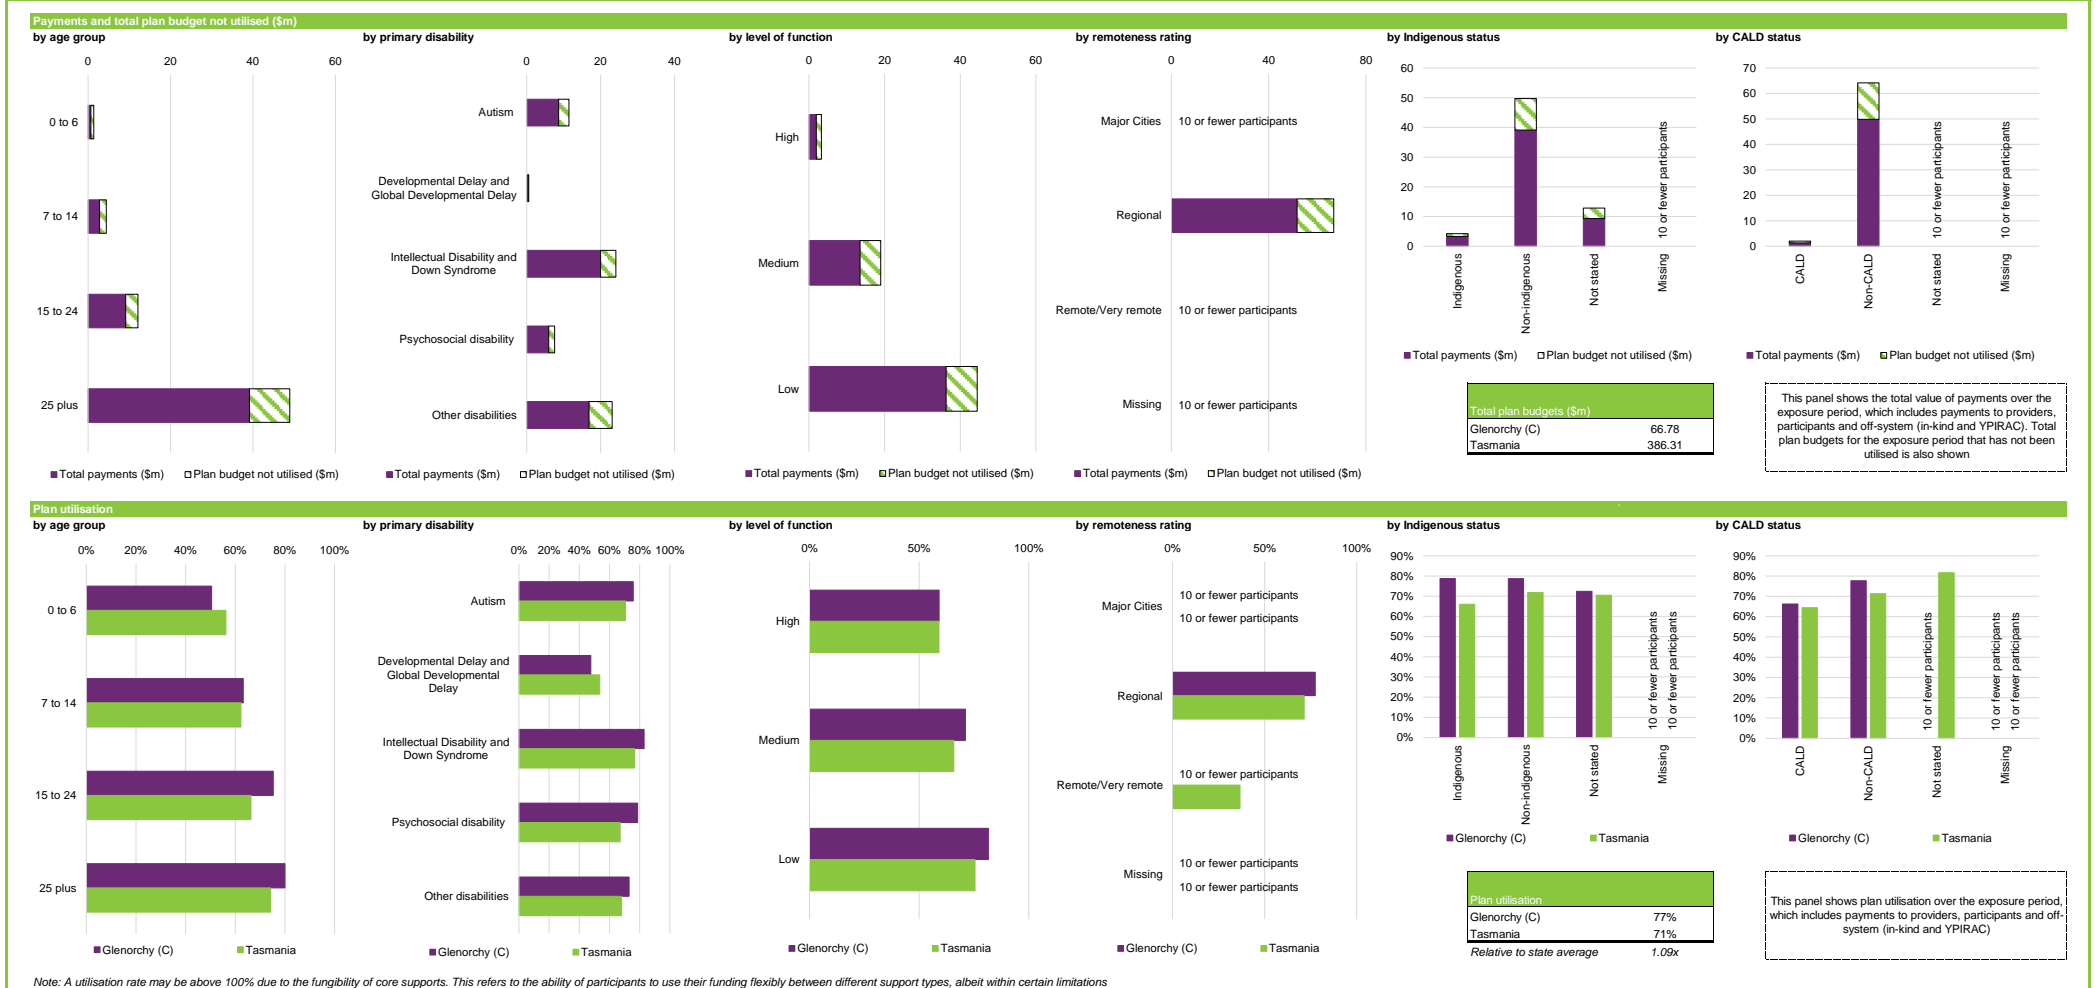 Payments and total plan budget not utilised ($m)
by age group
0 20 40 60
0 to 6
7 to 14
15 to 24
25 plus
Total payments ($m) Plan budget not utilised ($m)
by primary disability
0 20 40
Autism
Developmental Delay and
Global Developmental Delay
Intellectual Disability and
Down Syndrome
Psychosocial disability
Other disabilities
Total payments ($m) Plan budget not utilised ($m)
by level of function
0 20 40 60
High
Medium
Low
Total payments ($m) Plan budget not utilised ($m)
by remoteness rating
0 40 80
Major Cities 10 or fewer participants
Regional
Remote/Very remote 10 or fewer participants
Missing 10 or fewer participants
Total payments ($m) Plan budget not utilised ($m)
by Indigenous status
60
50
40
30
20
10
0
10 or fewer participants
Indigenous
Non-indigenous
Not stated
Missing
Total payments ($m) Plan budget not utilised ($m)
Total plan budgets ($m)
Glenorchy (C) 66.78
Tasmania 386.31
by CALD status
70
60
50
40
30
20
10
0
10 or fewer participants
10 or fewer participants
CALD
Non-CALD
Not stated
Missing
Total payments ($m) Plan budget not utilised ($m)
This panel shows the total value of payments over the
exposure period, which includes payments to providers,
participants and off-system (in-kind and YPIRAC). Total
plan budgets for the exposure period that has not been
utilised is also shown
Plan utilisation
by age group
0% 20% 40% 60% 80% 100%
0 to 6
7 to 14
15 to 24
25 plus
Glenorchy (C) Tasmania
by primary disability
0% 20% 40% 60% 80% 100%
Autism
Developmental Delay and
Global Developmental
Delay
Intellectual Disability and
Down Syndrome
Psychosocial disability
Other disabilities
Glenorchy (C) Tasmania
by level of function
0% 50% 100%
High
Medium
Low
Glenorchy (C) Tasmania
by remoteness rating
0% 50% 100%
Major Cities
10 or fewer participants
10 or fewer participants
Regional
Remote/Very remote
10 or fewer participants
Missing
10 or fewer participants
10 or fewer participants
Glenorchy (C) Tasmania
by Indigenous status
90%
80%
70%
60%
50%
40%
30%
20%
10%
0%
10 or fewer participants
10 or fewer participants
Indigenous
Non-indigenous
Not stated
Missing
Glenorchy (C) Tasmania
Plan utilisation
Glenorchy (C) 77%
Tasmania 71%
Relative to state average 1.09x
by CALD status
90%
80%
70%
60%
50%
40%
30%
20%
10%
0%
10 or fewer participants
10 or fewer participants
10 or fewer participants
CALD
Non-CALD
Not stated
Missing
Glenorchy (C) Tasmania
This panel shows plan utilisation over the exposure period,
which includes payments to providers, participants and off-
system (in-kind and YPIRAC)
Note: A utilisation rate may be above 100% due to the fungibility of core supports. This refers to the ability of participants to use their funding flexibly between different support types, albeit within certain limitations